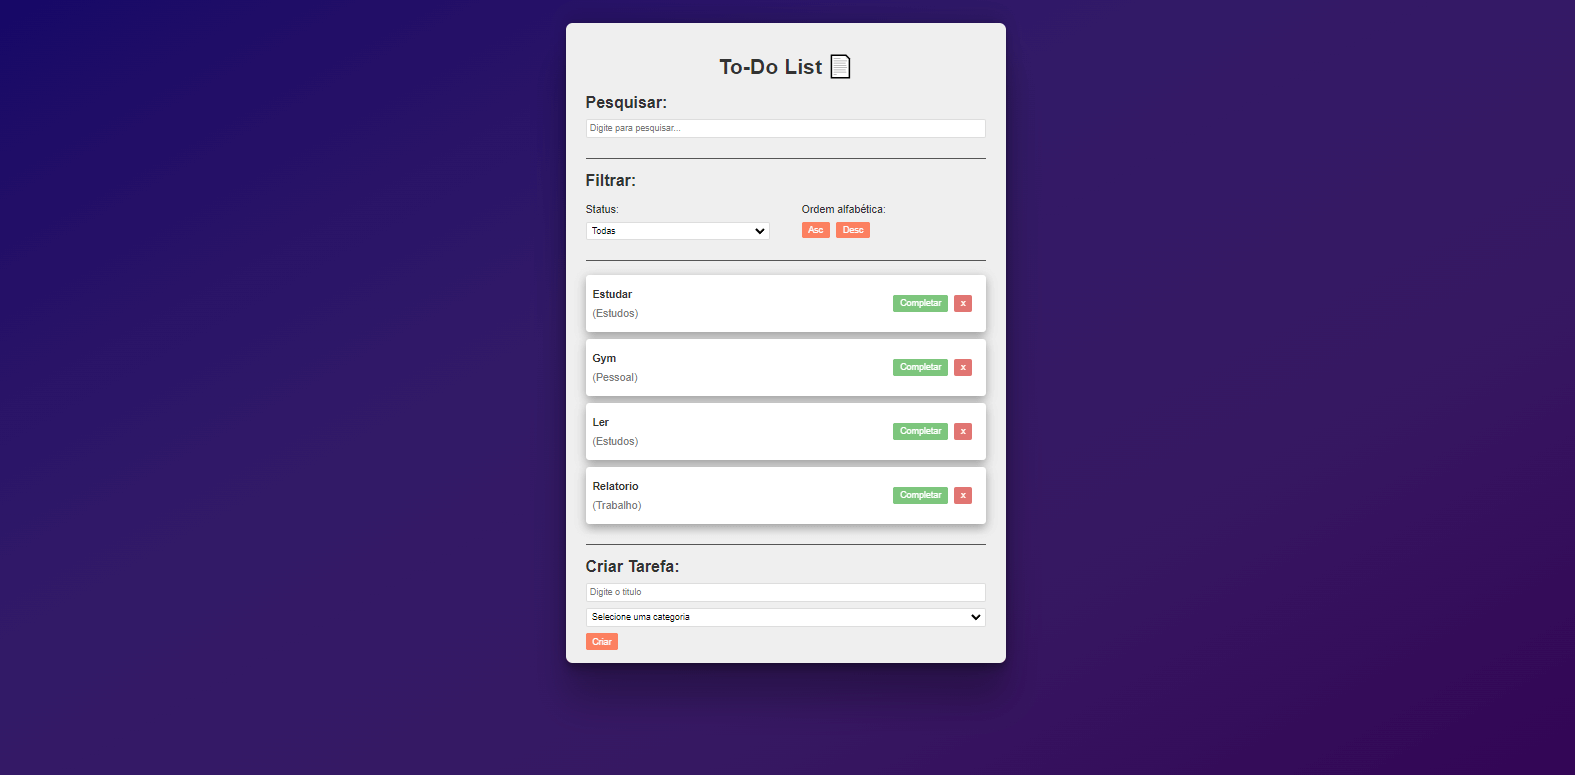 To-Do List
Pesquisar:
Digite para pesquisar...
Filtrar:
Status:
Ordem alfabética:
Todas
Asc Desc
Estudar
(Estudos)
Completar x
Gym
(Pessoal)
Completar x
Ler
(Estudos)
Completar x
Relatorio
(Trabalho)
Completar x
Criar Tarefa:
Digite o titulo
Selecione uma categoria
Criar